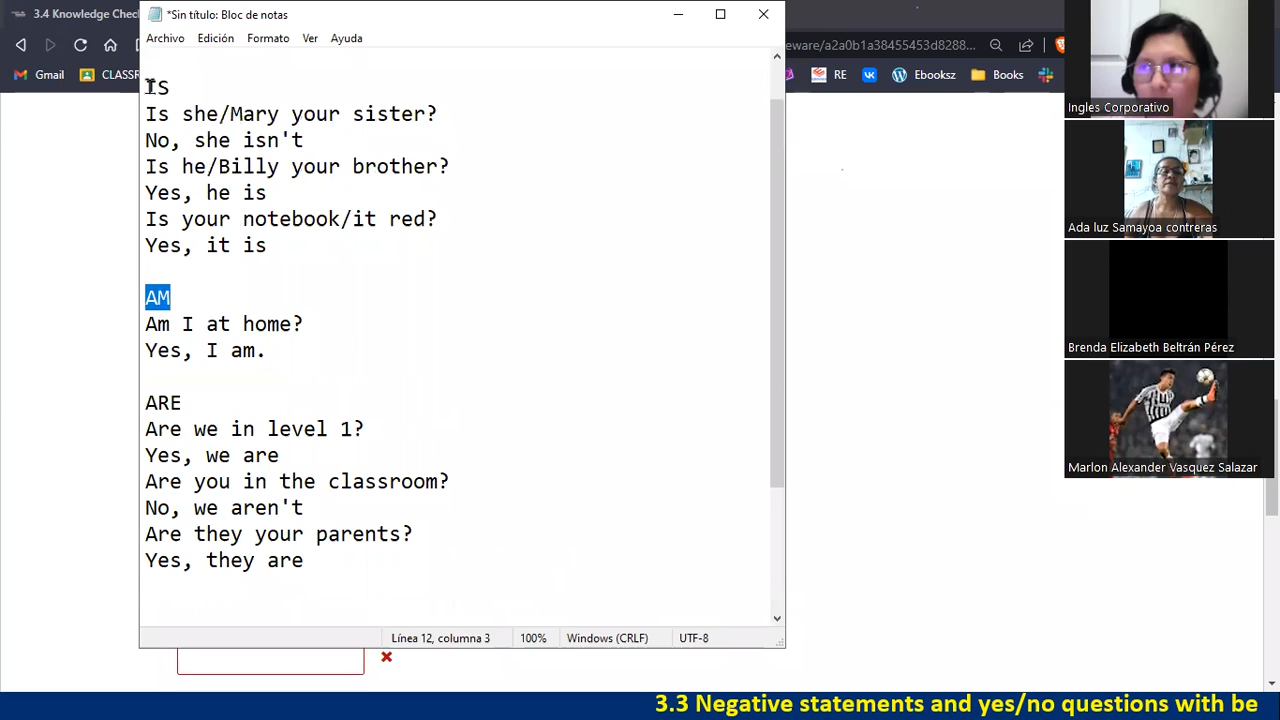 3.4 Knowledge Chec
*Sin título: Bloc de notas
Archivo Edición Formato Ver Ayuda
eware/a2a0b1a38455453d8288...
Gmail
CLASSR
RE
Ebooksz
Books
IS
Is she/Mary your sister?
No, she isn't
Is he/Billy your brother?
Yes, he is
Is your notebook/it red?
Yes, it is
AM
Am I at home?
Yes, I am.
ARE
Are we in level 1?
Yes, we are
Are you in the classroom?
No, we aren't
Are they your parents?
Yes, they are
Línea 12, columna 3
100%
Windows (CRLF)
UTF-8
Ingles Corporativo
Ada luz Samayoa contreras
Brenda Elizabeth Beltrán Pérez
Marlon Alexander Vasquez Salazar
3.3 Negative statements and yes/no questions with be